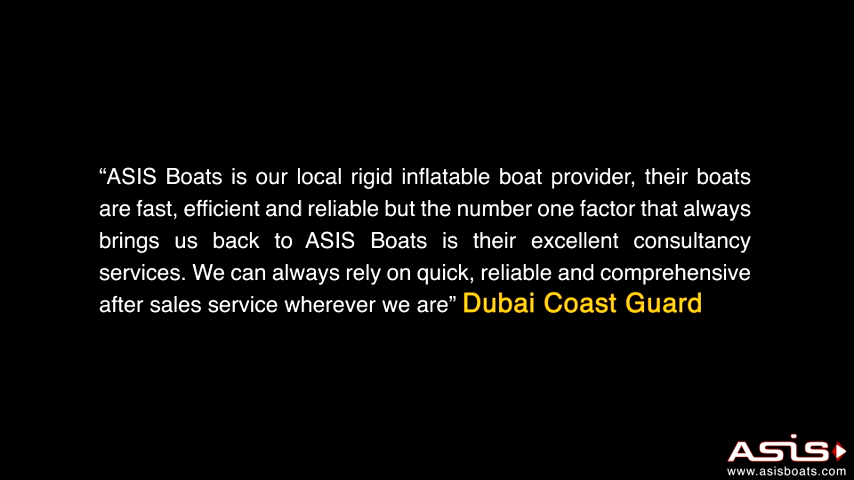 “ASIS Boats is our local rigid inflatable boat provider, their boats
are fast, efficient and reliable but the number one factor that always
brings us back to ASIS Boats is their excellent consultancy
services. We can always rely on quick, reliable and comprehensive
after sales service wherever we are” Dubai Coast Guard
ASIS
www.asisboats.com